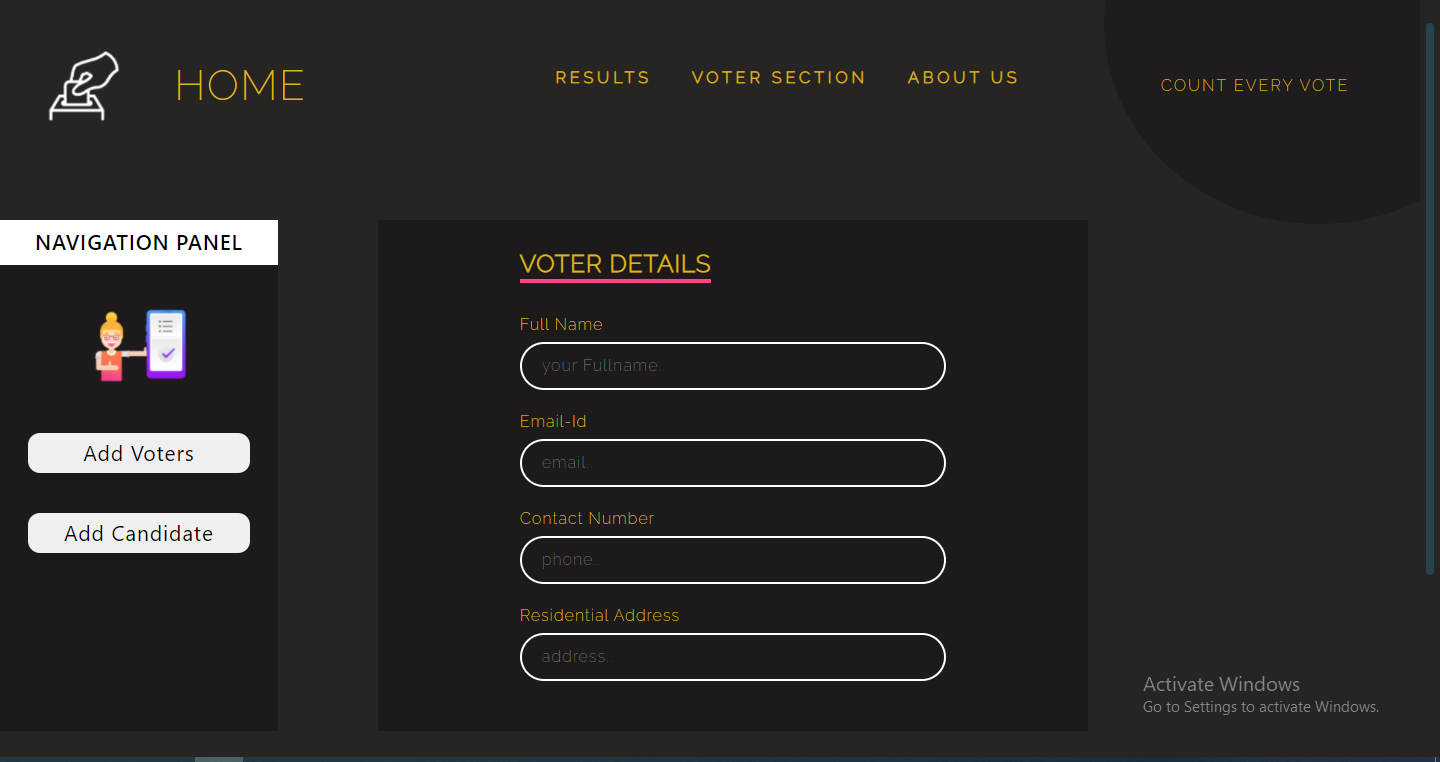 HOME
RESULTS VOTER SECTION ABOUT US
COUNT EVERY VOTE
NAVIGATION PANEL
Add Voters
Add Candidate
VOTER DETAILS
Full Name
your Fullname..
Email-Id
email..
Contact Number
phone..
Residential Address
address..
Activate Windows
Go to Settings to activate Windows.